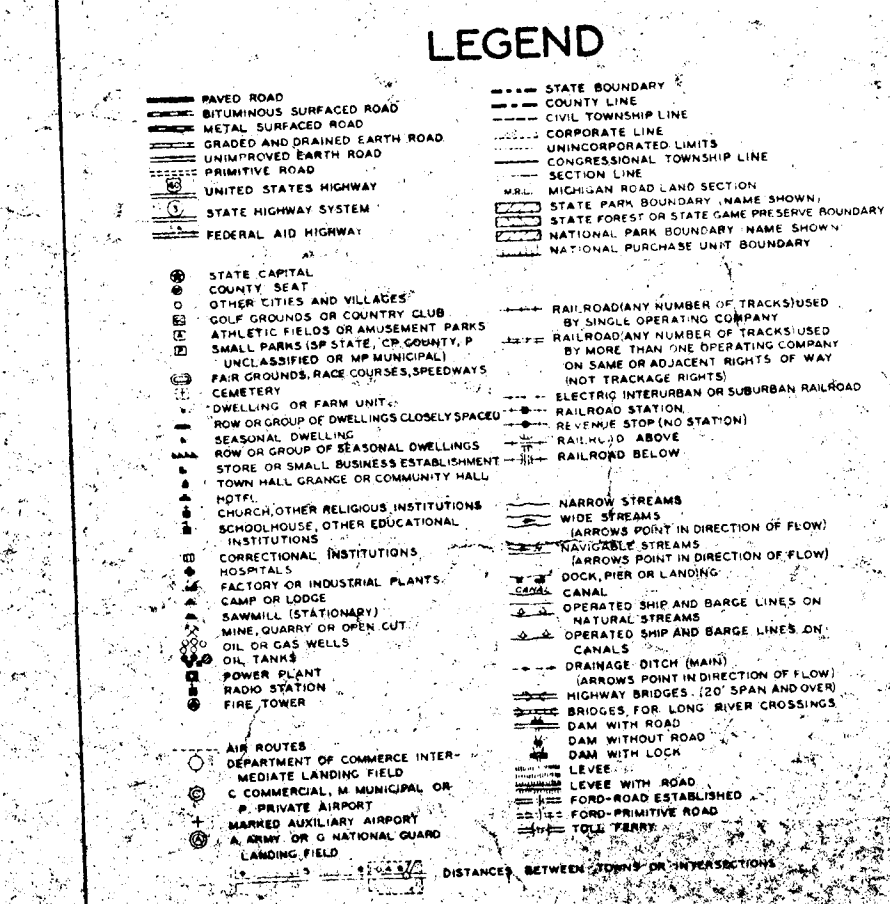 LEGEND
PAVED ROAD
BITUMINOUS SURFACED ROAD
METAL SURFACED ROAD
GRADED AND DRAINED EARTH ROAD
UNIMPROVED EARTH ROAD
PRIMITIVE ROAD
UNITED STATES HIGHWAY
STATE HIGHWAY SYSTEM
FEDERAL AID HIGHWAY
STATE CAPITAL
COUNTY SEAT
OTHER CITIES AND VILLAGES
GOLF GROUNDS OR COUNTRY CLUB
ATHLETIC FIELDS OR AMUSEMENT PARKS
SMALL PARKS (SP STATE, CP COUNTY, P
UNCLASSIFIED OR MP MUNICIPAL)
FAIR GROUNDS, RACE COURSES, SPEEDWAYS
CEMETERY
DWELLING OR FARM UNIT
ROW OR GROUP OF DWELLINGS CLOSELY SPACED
SEASONAL DWELLING
ROW OR GROUP OF SEASONAL DWELLINGS
STORE OR SMALL BUSINESS ESTABLISHMENT
TOWN HALL GRANGE OR COMMUNITY HALL
HOTEL
CHURCH, OTHER RELIGIOUS INSTITUTIONS
SCHOOLHOUSE, OTHER EDUCATIONAL
INSTITUTIONS
CORRECTIONAL INSTITUTIONS
HOSPITALS
FACTORY OR INDUSTRIAL PLANTS
CAMP OR LODGE
SAWMILL (STATIONARY)
MINE, QUARRY OR OPEN CUT
OIL OR GAS WELLS
OIL TANKS
POWER PLANT
RADIO STATION
FIRE TOWER
AIR ROUTES
DEPARTMENT OF COMMERCE INTER-
MEDIATE LANDING FIELD
C COMMERCIAL, M MUNICIPAL OR
P PRIVATE AIRPORT
MARKED AUXILIARY AIRPORT
A ARMY OR G NATIONAL GUARD
LANDING FIELD
STATE BOUNDARY
COUNTY LINE
CIVIL TOWNSHIP LINE
CORPORATE LINE
UNINCORPORATED LIMITS
CONGRESSIONAL TOWNSHIP LINE
SECTION LINE
M.R.L. MICHIGAN ROAD LAND SECTION
STATE PARK BOUNDARY (NAME SHOWN)
STATE FOREST OR STATE GAME PRESERVE BOUNDARY
NATIONAL PARK BOUNDARY (NAME SHOWN)
NATIONAL PURCHASE UNIT BOUNDARY
RAILROAD (ANY NUMBER OF TRACKS) USED
BY SINGLE OPERATING COMPANY
RAILROAD (ANY NUMBER OF TRACKS) USED
BY MORE THAN ONE OPERATING COMPANY
ON SAME OR ADJACENT RIGHTS OF WAY
(NOT TRACKAGE RIGHTS)
ELECTRIC INTERURBAN OR SUBURBAN RAILROAD
RAILROAD STATION
REVENUE STOP (NO STATION)
RAILROAD ABOVE
RAILROAD BELOW
NARROW STREAMS
WIDE STREAMS
(ARROWS POINT IN DIRECTION OF FLOW)
NAVIGABLE STREAMS
(ARROWS POINT IN DIRECTION OF FLOW)
DOCK, PIER OR LANDING
CANAL CANAL
OPERATED SHIP AND BARGE LINES ON
NATURAL STREAMS
OPERATED SHIP AND BARGE LINES ON
CANALS
DRAINAGE DITCH (MAIN)
(ARROWS POINT IN DIRECTION OF FLOW)
HIGHWAY BRIDGES (20' SPAN AND OVER)
BRIDGES, FOR LONG RIVER CROSSINGS
DAM WITH ROAD
DAM WITHOUT ROAD
DAM WITH LOCK
LEVEE
LEVEE WITH ROAD
FORD-ROAD ESTABLISHED
FORD-PRIMITIVE ROAD
TOLL FERRY
DISTANCES BETWEEN TOWNS OR INTERSECTIONS